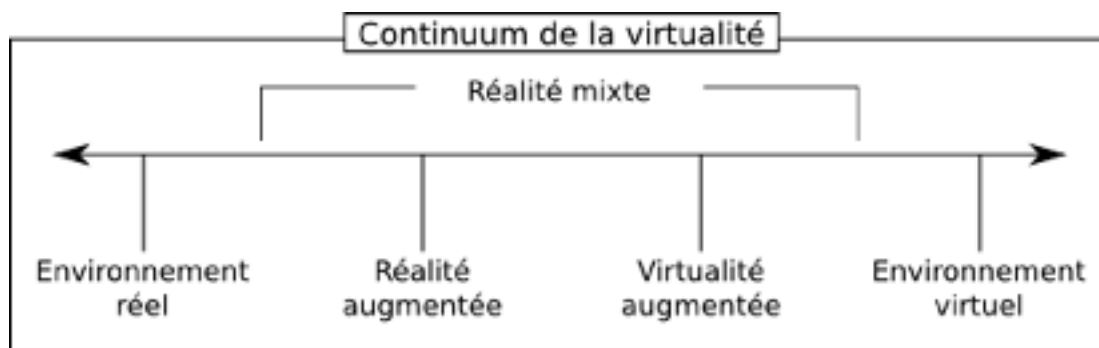 Continuum de la virtualité
Réalité mixte
Environnement
réel
Réalité
augmentée
Virtualité
augmentée
Environnement
virtuel